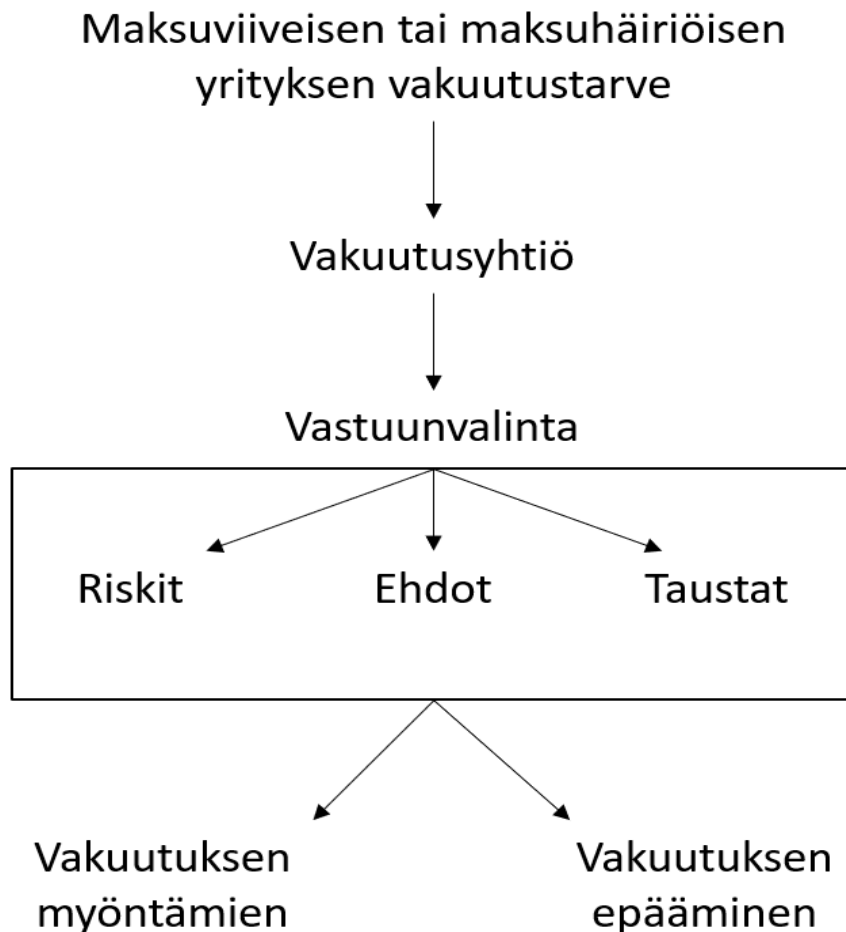 Maksuviiveisen tai maksuhäiriöisen
yrityksen vakuutustarve
Vakuutusyhtiö
Vastuunvalinta
Riskit
Ehdot
Taustat
Vakuutuksen
myöntämien
Vakuutuksen
epääminen